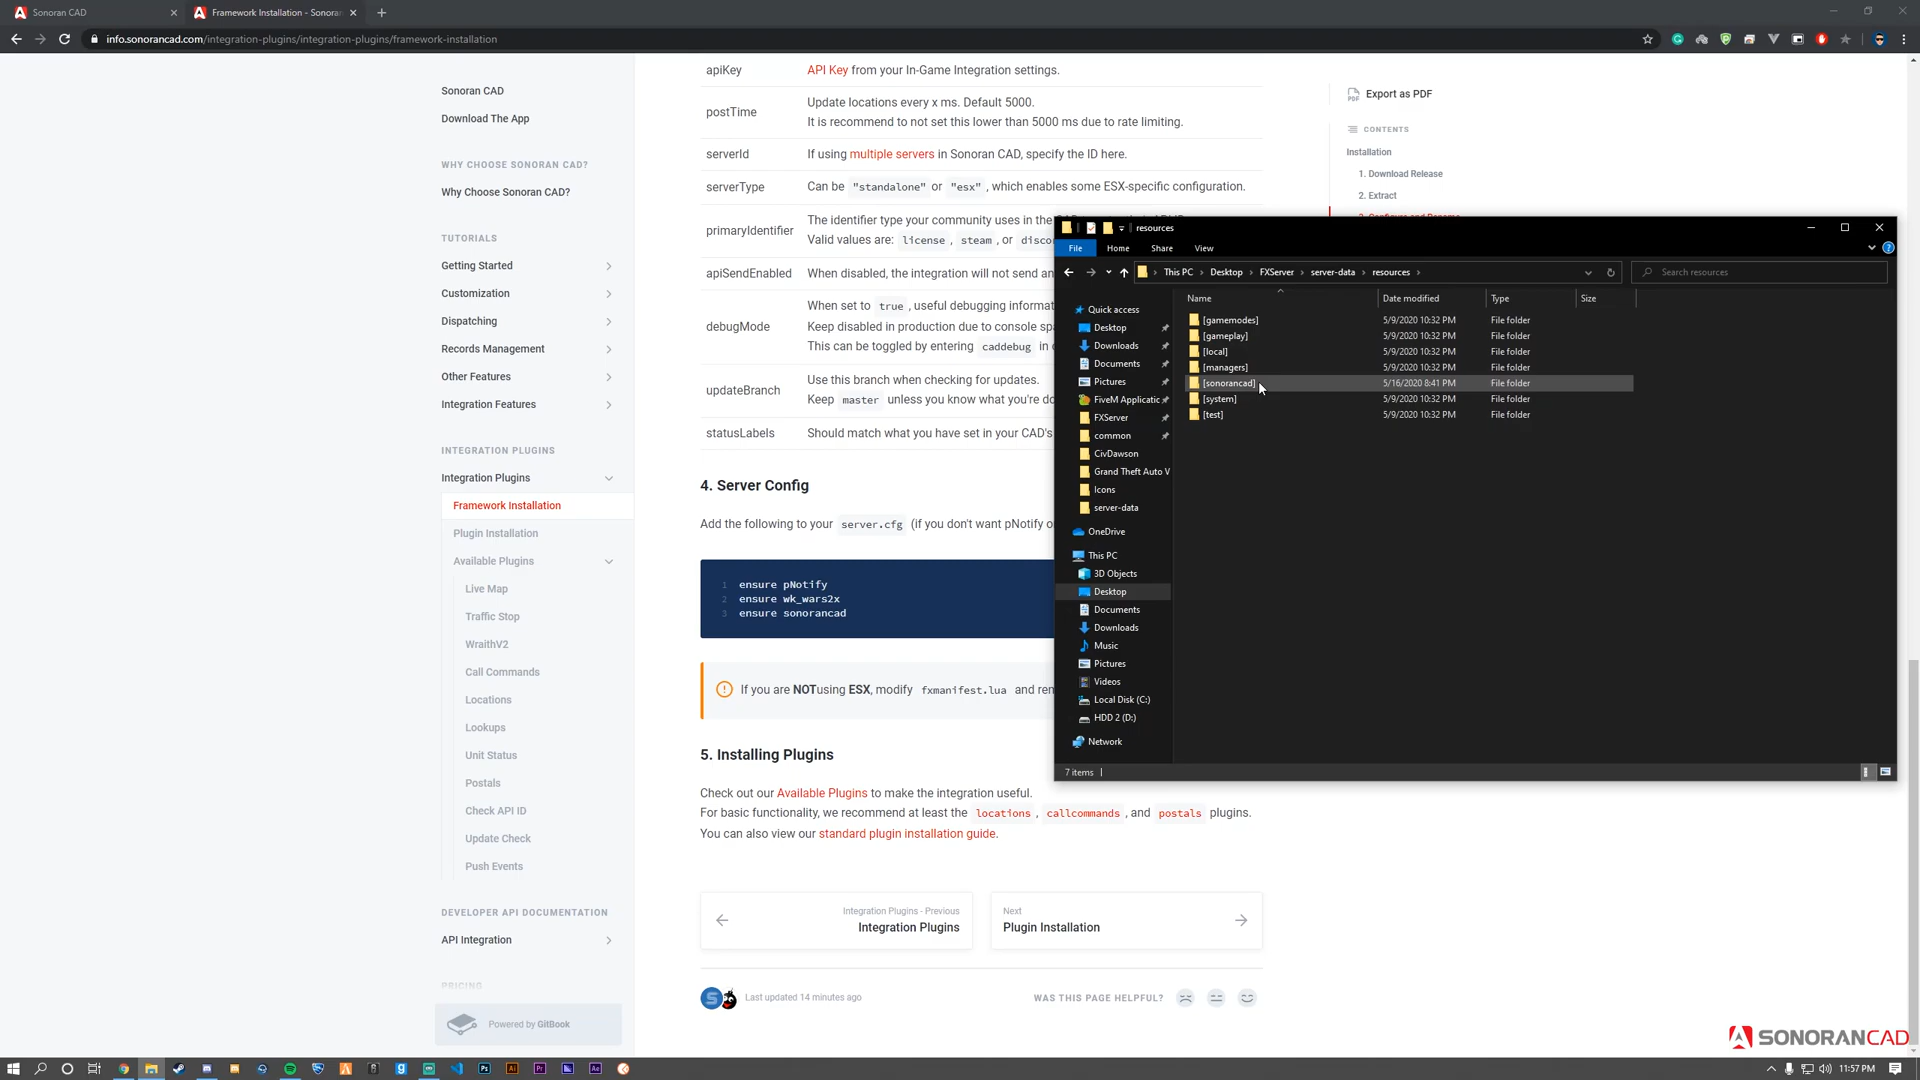 Sonoran CAD
Framework Installation - Sonoran
info.sonorancad.com/integration-plugins/integration-plugins/framework-installation
Sonoran CAD
Download The App
WHY CHOOSE SONORAN CAD?
Why Choose Sonoran CAD?
TUTORIALS
Getting Started
Customization
Dispatching
Records Management
Other Features
Integration Features
INTEGRATION PLUGINS
Integration Plugins
Framework Installation
Plugin Installation
Available Plugins
Live Map
Traffic Stop
WraithV2
Call Commands
Locations
Lookups
Unit Status
Postals
Check API ID
Update Check
Push Events
DEVELOPER API DOCUMENTATION
API Integration
PRICING
Powered by GitBook
apiKey API Key from your In-Game Integration settings.
postTime Update locations every x ms. Default 5000.
It is recommend to not set this lower than 5000 ms due to rate limiting.
serverId If using multiple servers in Sonoran CAD, specify the ID here.
serverType Can be "standalone" or "esx", which enables some ESX-specific configuration.
primaryIdentifier The identifier type your community uses in the
Valid values are: license, steam, or disco
apiSendEnabled When disabled, the integration will not send an
debugMode When set to true, useful debugging informat
Keep disabled in production due to console sp
This can be toggled by entering caddebug in
updateBranch Use this branch when checking for updates.
Keep master unless you know what you're do
statusLabels Should match what you have set in your CAD's
4. Server Config
Add the following to your server.cfg (if you don't want pNotify o
1 ensure pNotify
2 ensure wk_wars2x
3 ensure sonorancad
If you are NOTusing ESX, modify fxmanifest.lua and ren
5. Installing Plugins
Check out our Available Plugins to make the integration useful.
For basic functionality, we recommend at least the locations, callcommands, and postals plugins.
You can also view our standard plugin installation guide.
Integration Plugins - Previous
Integration Plugins
Next
Plugin Installation
Last updated 14 minutes ago
WAS THIS PAGE HELPFUL?
Export as PDF
CONTENTS
Installation
1. Download Release
2. Extract
resources
File Home Share View
This PC Desktop FXServer server-data resources
Search resources
Name Date modified Type Size
[gamemodes] 5/9/2020 10:32 PM File folder
[gameplay] 5/9/2020 10:32 PM File folder
[local] 5/9/2020 10:32 PM File folder
[managers] 5/9/2020 10:32 PM File folder
[sonorancad] 5/16/2020 8:41 PM File folder
[system] 5/9/2020 10:32 PM File folder
[test] 5/9/2020 10:32 PM File folder
Quick access
Desktop
Downloads
Documents
Pictures
FiveM Applicatic
FXServer
common
CivDawson
Grand Theft Auto V
Icons
server-data
OneDrive
This PC
3D Objects
Desktop
Documents
Downloads
Music
Pictures
Videos
Local Disk (C:)
HDD 2 (D:)
Network
7 items
SONORANCAD
11:57 PM